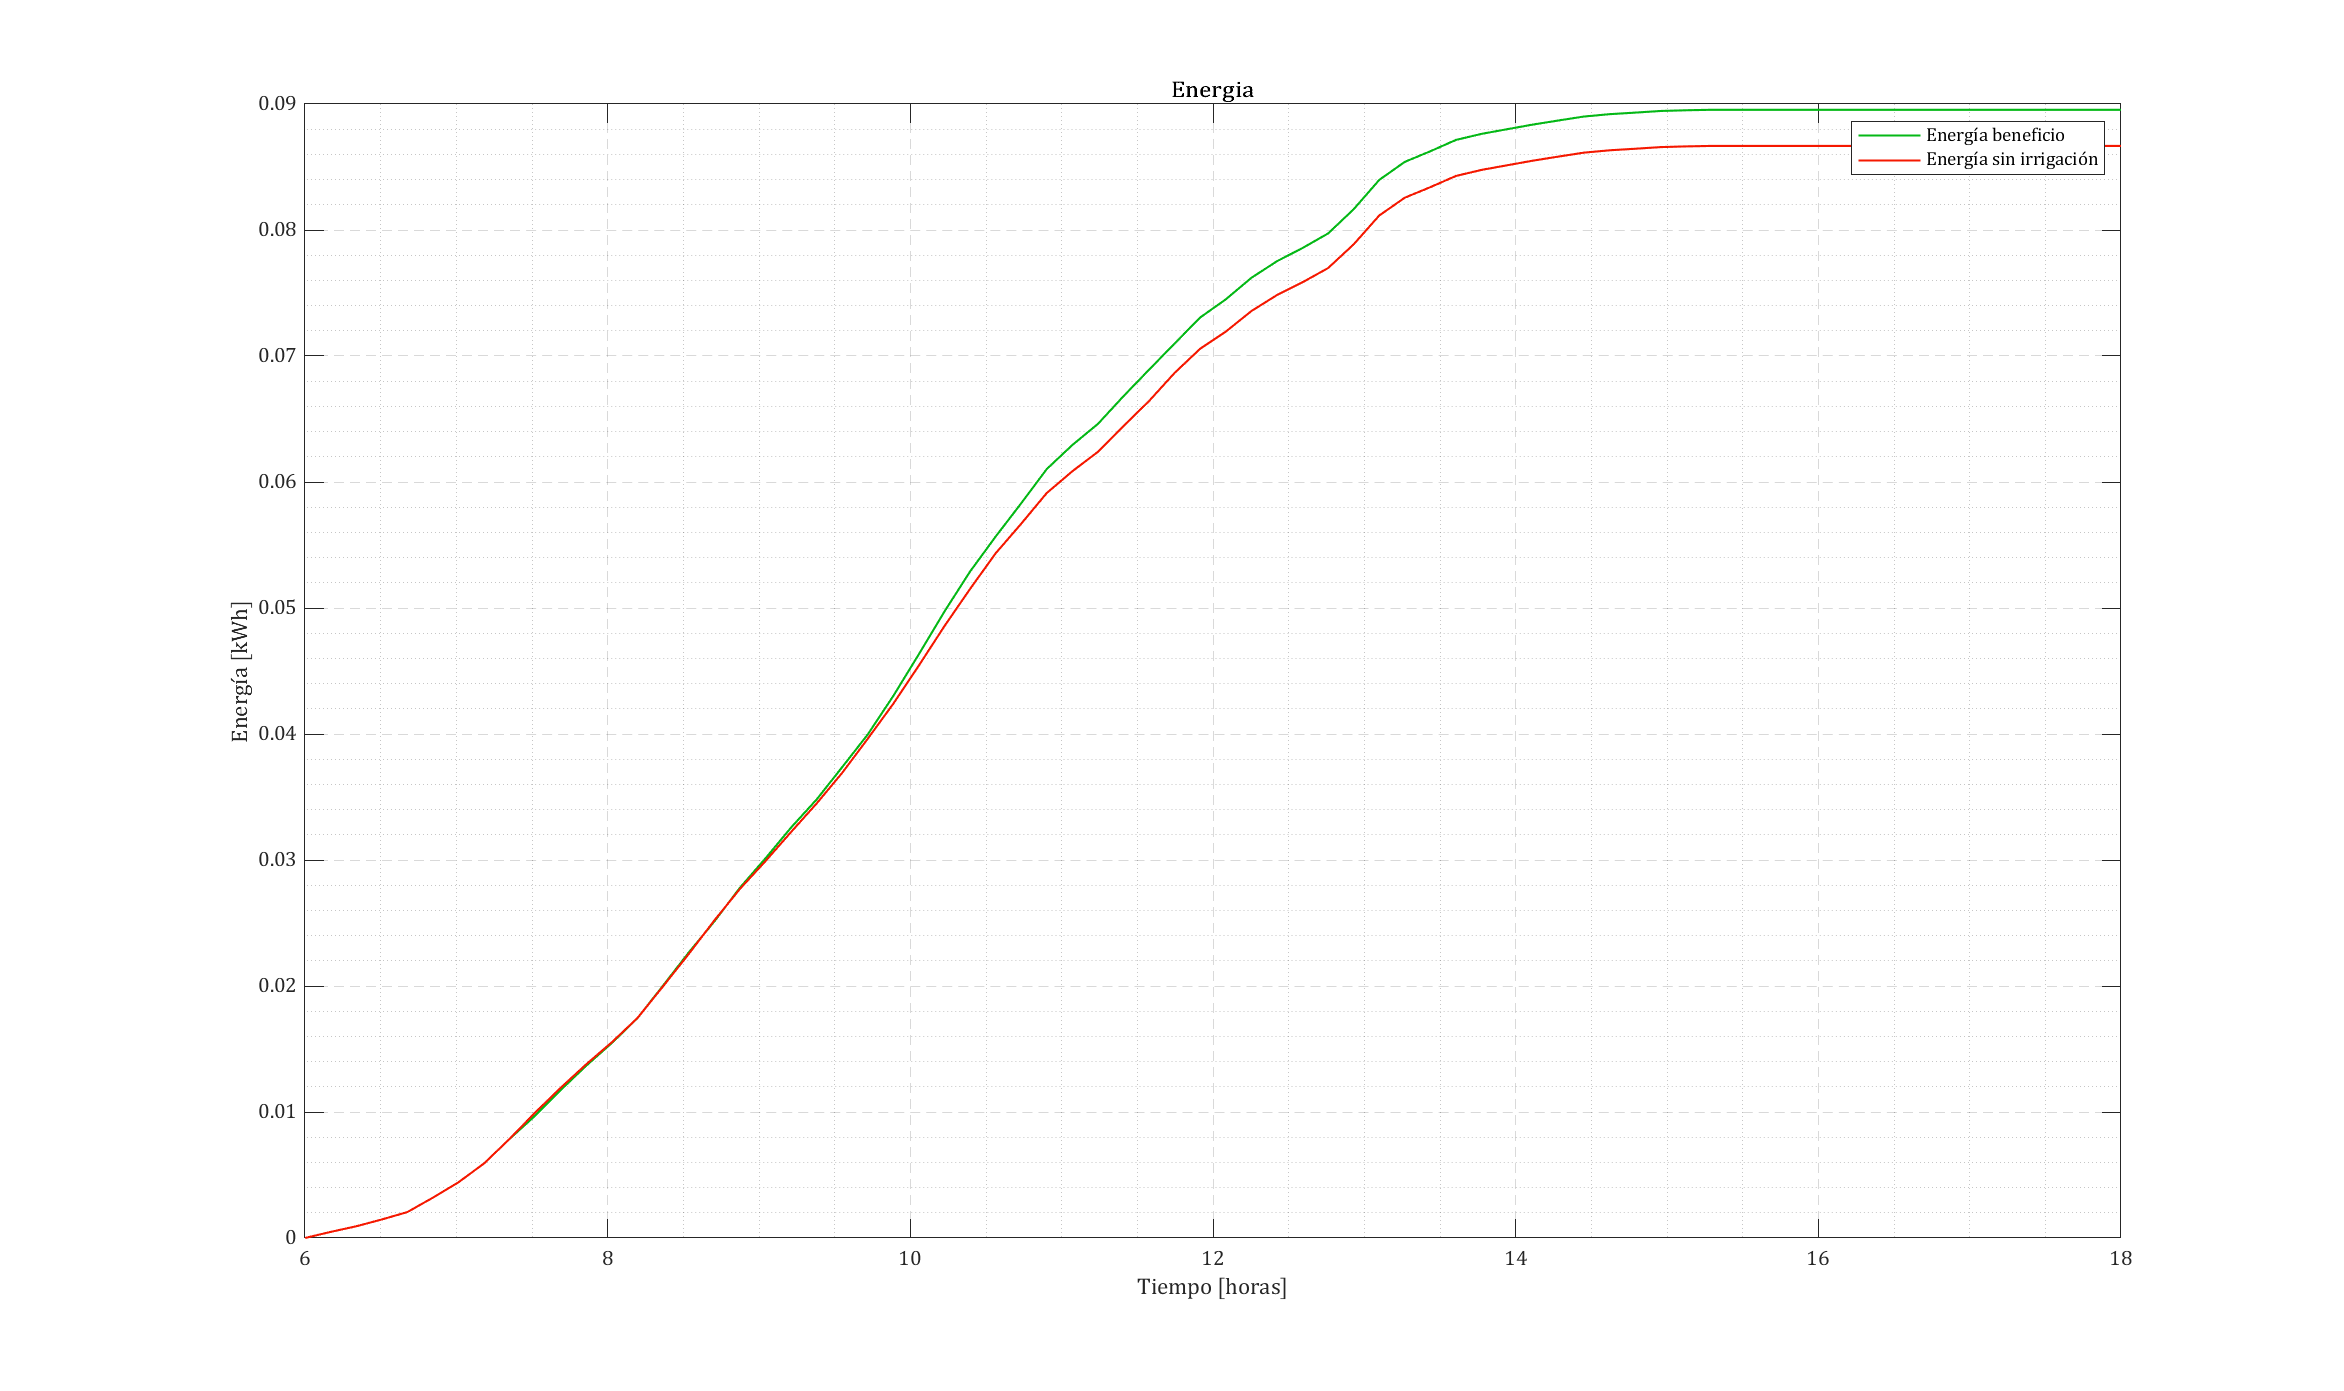 Energia
0.09
0.08
0.07
0.06
0.05
0.04
0.03
0.02
0.01
0
Energía [kWh]
Energía beneficio
Energía sin irrigación
6 8 10 12 14 16 18
Tiempo [horas]